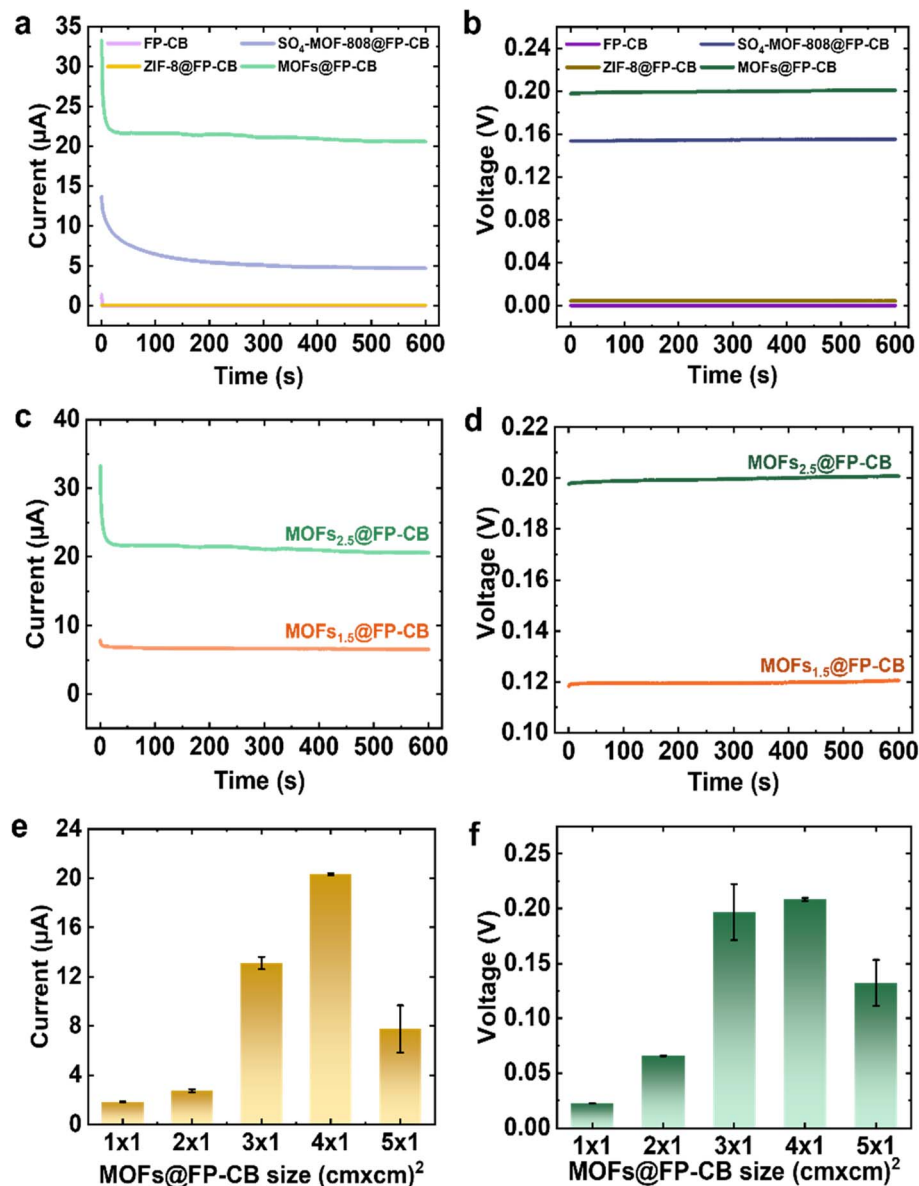 a
FP-CB
SO₄-MOF-808@FP-CB
ZIF-8@FP-CB
MOFs@FP-CB
Current (µA)
35
30
25
20
15
10
5
0
0 100 200 300 400 500 600
Time (s)
b
FP-CB
SO₄-MOF-808@FP-CB
ZIF-8@FP-CB
MOFs@FP-CB
Voltage (V)
0.24
0.20
0.16
0.12
0.08
0.04
0.00
0 100 200 300 400 500 600
Time (s)
c
Current (µA)
40
30
20
10
0
MOFs₂.₅@FP-CB
MOFs₁.₅@FP-CB
0 100 200 300 400 500 600
Time (s)
d
Voltage (V)
0.22
0.20
0.18
0.16
0.14
0.12
0.10
MOFs₂.₅@FP-CB
MOFs₁.₅@FP-CB
0 100 200 300 400 500 600
Time (s)
e
Current (µA)
24
20
16
12
8
4
0
1x1 2x1 3x1 4x1 5x1
MOFs@FP-CB size (cmxcm)²
f
Voltage (V)
0.25
0.20
0.15
0.10
0.05
0.00
1x1 2x1 3x1 4x1 5x1
MOFs@FP-CB size (cmxcm)²